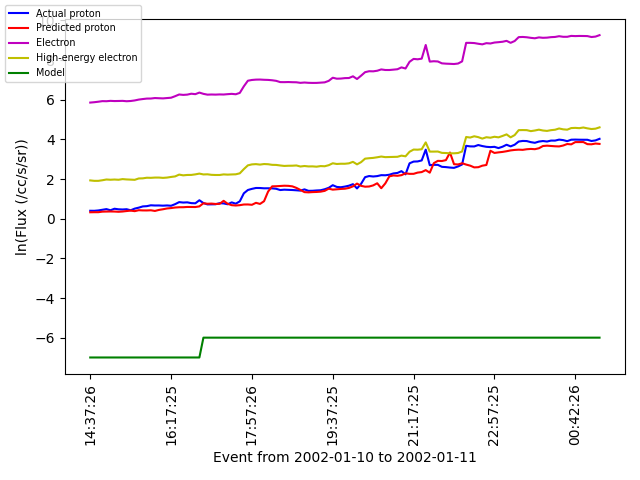 Actual proton
Predicted proton
Electron
High-energy electron
Model
6
4
2
0
−2
−4
−6
ln(Flux (/cc/s/sr))
14:37:26
16:17:25
17:57:26
19:37:25
21:17:25
22:57:25
00:42:26
Event from 2002-01-10 to 2002-01-11